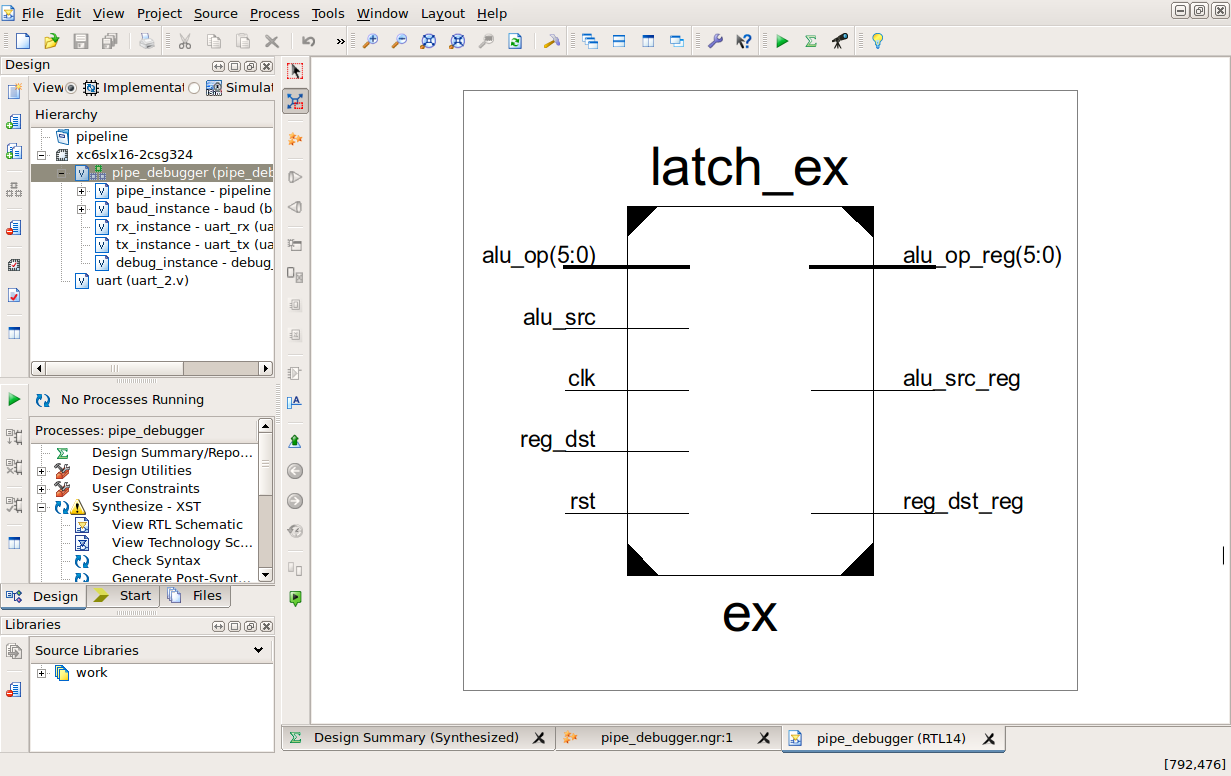 File Edit View Project Source Process Tools Window Layout Help
»
Design
View Implementat Simulat
Hierarchy
pipeline
xc6slx16-2csg324
pipe_debugger (pipe_deb
pipe_instance - pipeline
baud_instance - baud (b
rx_instance - uart_rx (ua
tx_instance - uart_tx (ua
debug_instance - debug_
uart (uart_2.v)
No Processes Running
Processes: pipe_debugger
Design Summary/Repo...
Design Utilities
User Constraints
Synthesize - XST
View RTL Schematic
View Technology Sc...
Check Syntax
Generate Post-Synt...
Design Start Files
Libraries
Source Libraries
work
latch_ex
alu_op(5:0) alu_op_reg(5:0)
alu_src
clk alu_src_reg
reg_dst
rst reg_dst_reg
ex
Design Summary (Synthesized) pipe_debugger.ngr:1 pipe_debugger (RTL14)
[792,476]